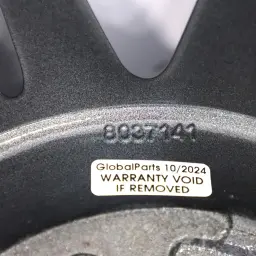 8037141
GlobalParts 10/2024
WARRANTY VOID
IF REMOVED